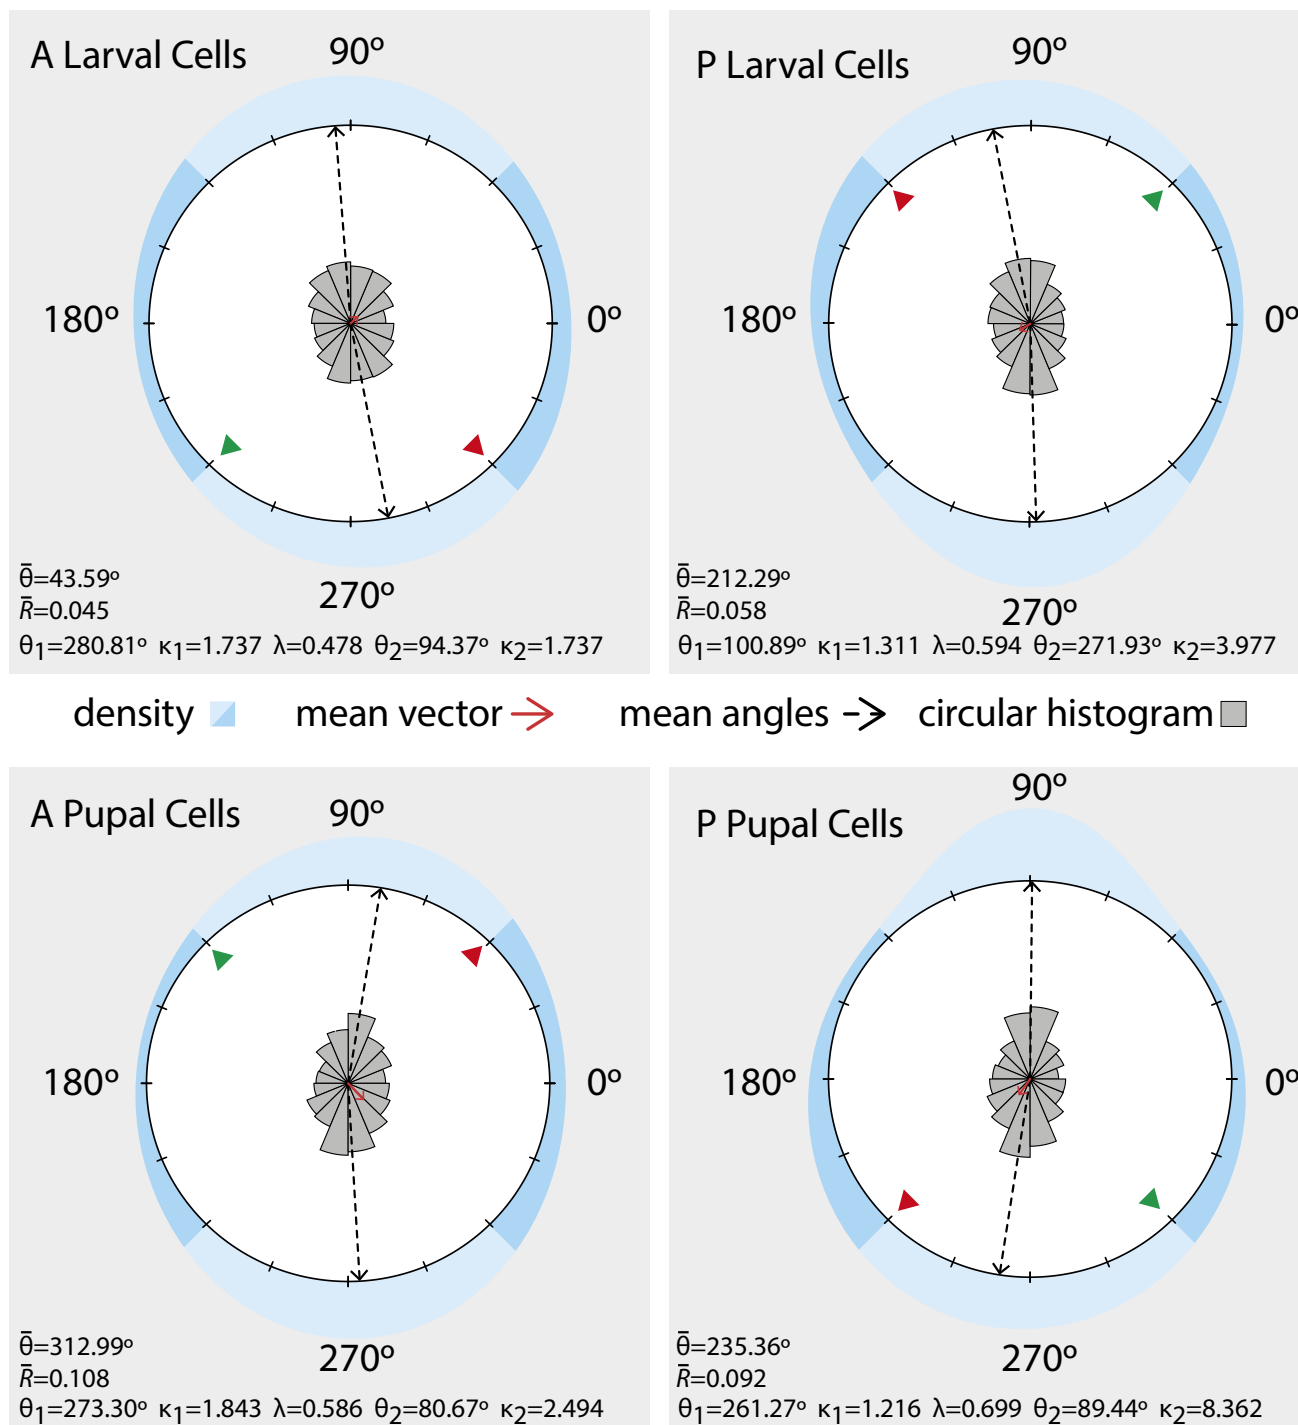 A Larval Cells
90º
180º
0º
270º
θ̄=43.59º
R̄=0.045
θ1=280.81º κ1=1.737 λ=0.478 θ2=94.37º κ2=1.737
P Larval Cells
90º
180º
0º
270º
θ̄=212.29º
R̄=0.058
θ1=100.89º κ1=1.311 λ=0.594 θ2=271.93º κ2=3.977
density mean vector mean angles circular histogram
A Pupal Cells
90º
180º
0º
270º
θ̄=312.99º
R̄=0.108
θ1=273.30º κ1=1.843 λ=0.586 θ2=80.67º κ2=2.494
P Pupal Cells
90º
180º
0º
270º
θ̄=235.36º
R̄=0.092
θ1=261.27º κ1=1.216 λ=0.699 θ2=89.44º κ2=8.362